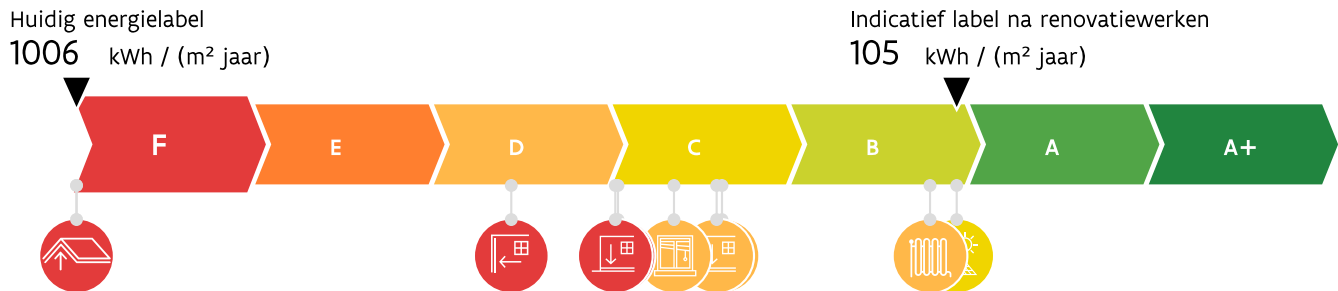 Huidig energielabel
1006 kWh / (m² jaar)
Indicatief label na renovatiewerken
105 kWh / (m² jaar)
F E D C B A A+